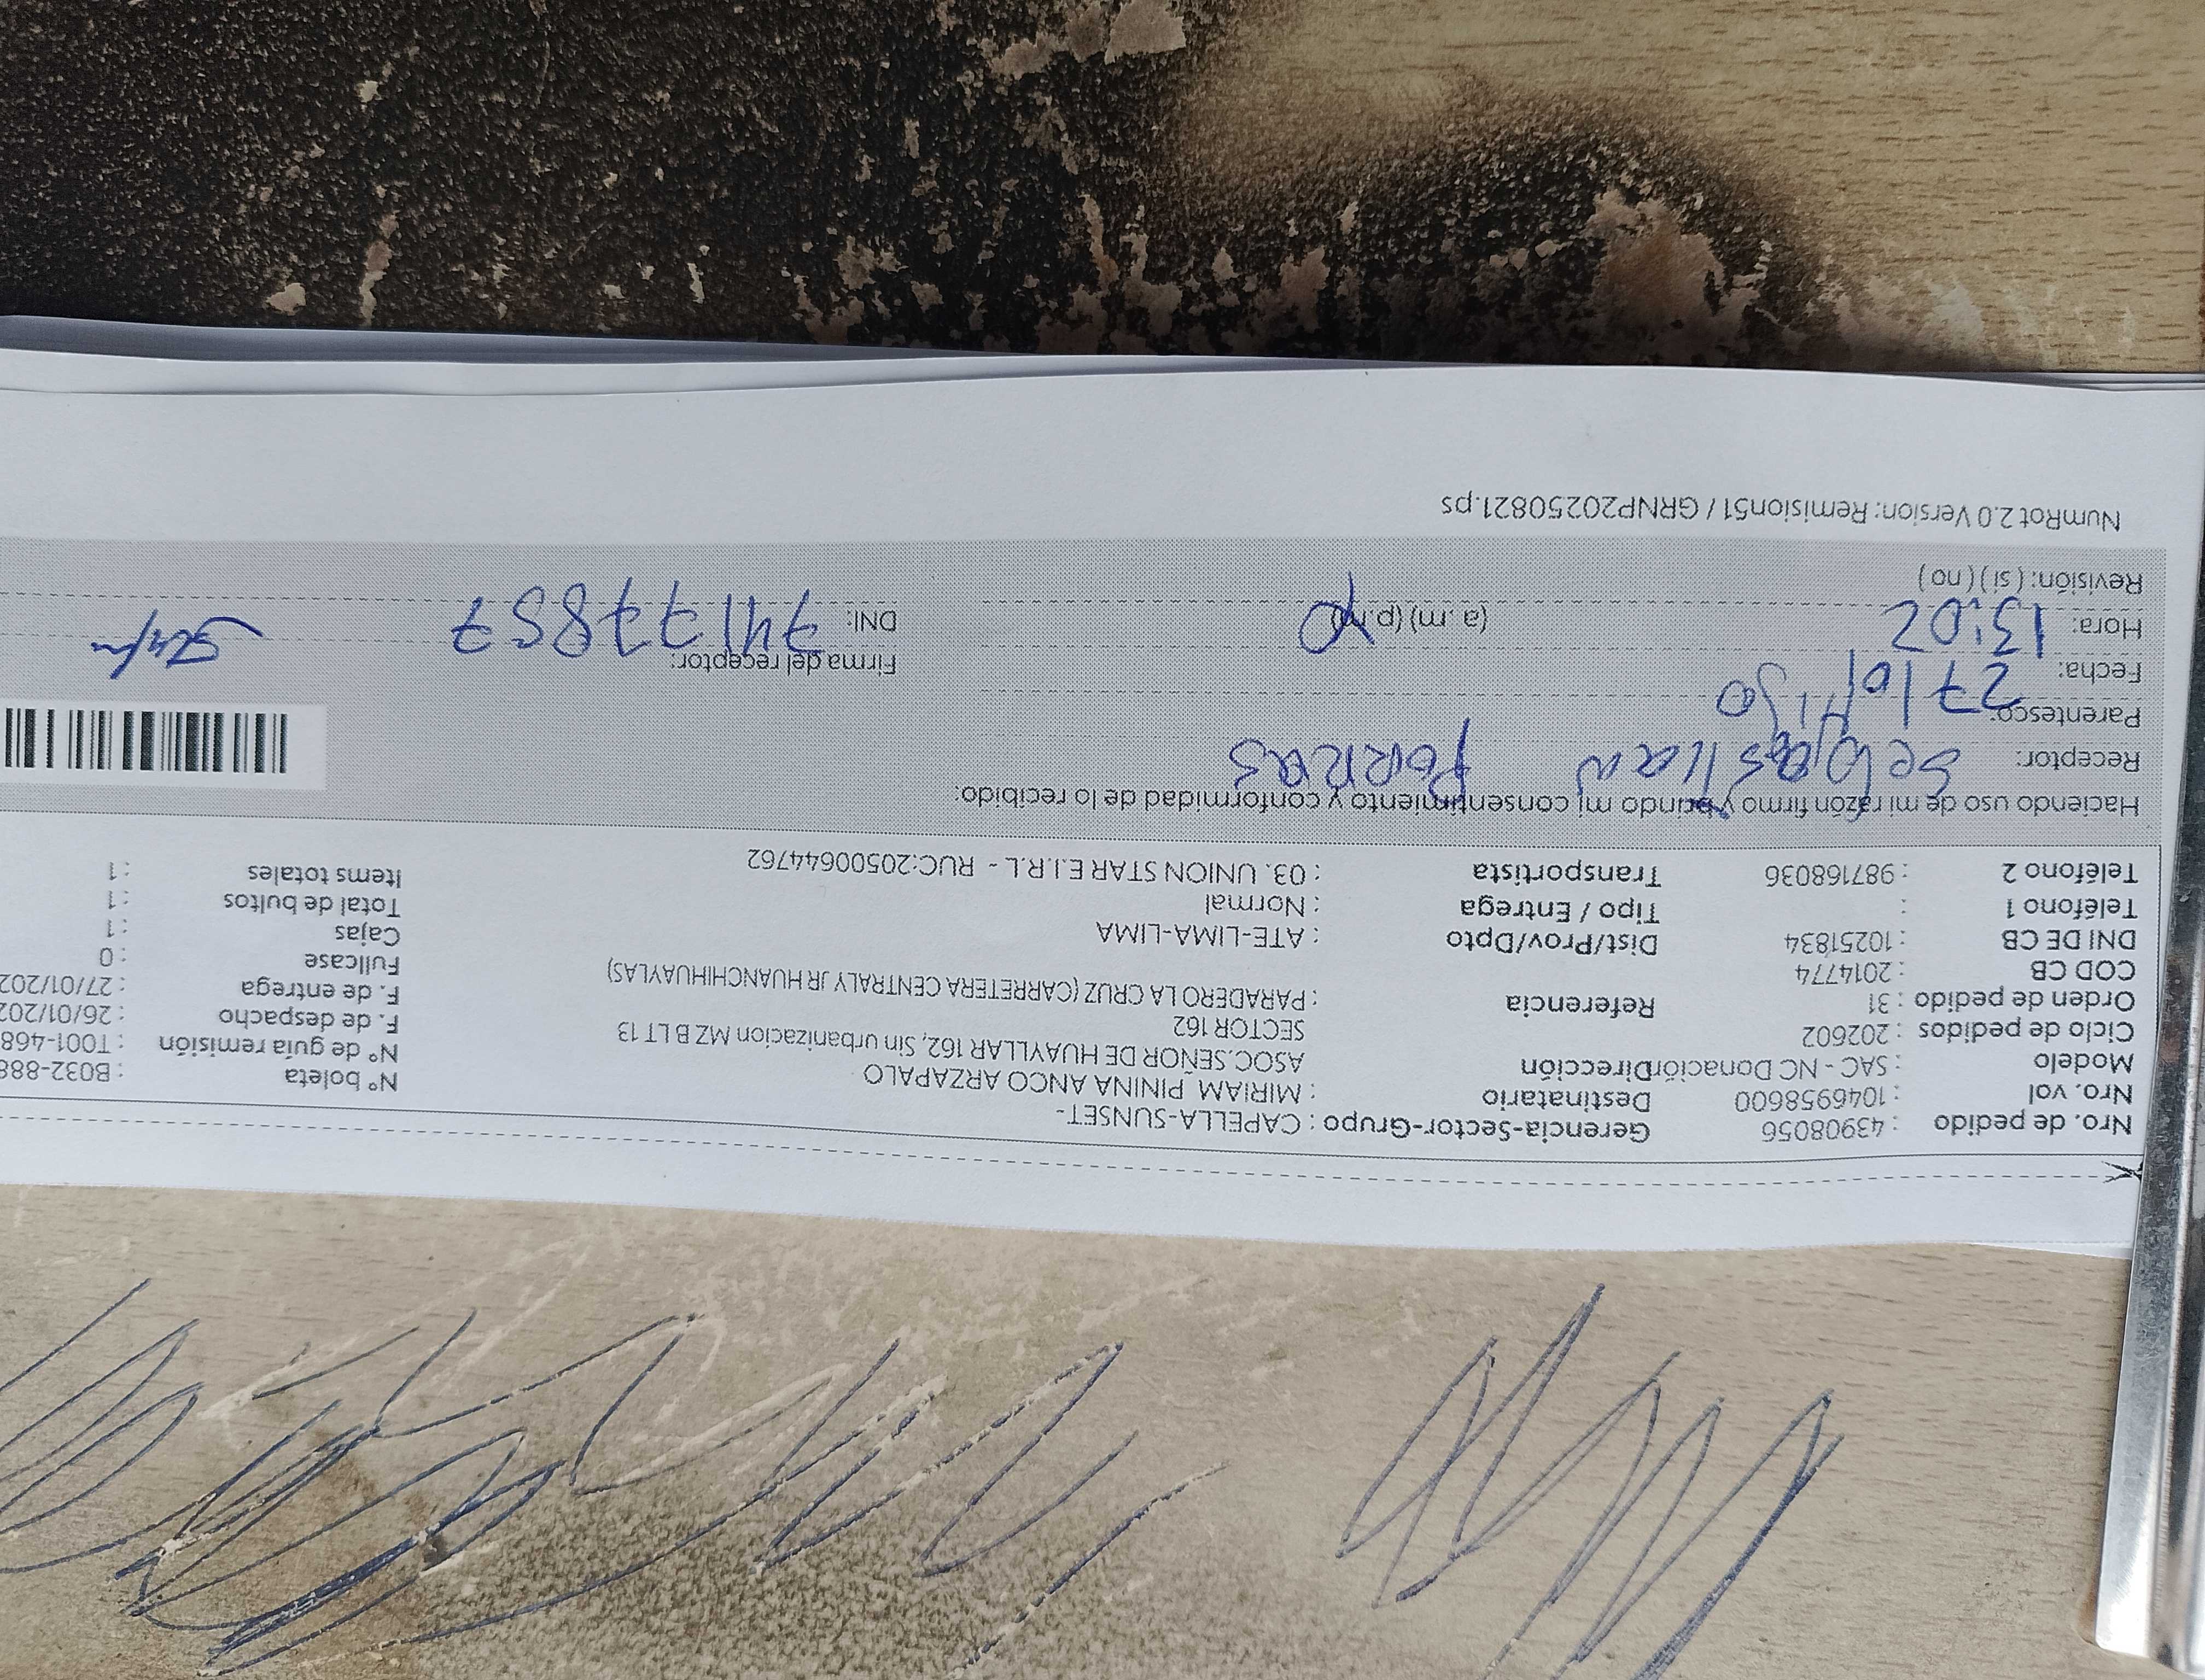 Nro. de pedido : 43908056 Gerencia-Sector-Grupo : CAPELLA-SUNSET-
Nro. vol : 1046958600 Destinatario : MIRIAM PININA ANCO ARZAPALO Nº boleta : B032-888
Modelo : SAC - NC Donación Dirección ASOC.SEÑOR DE HUAYLLAR 162, Sin urbanizacion MZ B LT 13 Nº de guía remisión : T001-468
Ciclo de pedidos : 202602 SECTOR 162 F. de despacho : 26/01/202
Orden de pedido : 31 Referencia : PARADERO LA CRUZ (CARRETERA CENTRAL Y JR HUANCHIHUAYLAS) F. de entrega : 27/01/202
COD CB : 2014774 Fullcase : 0
DNI DE CB : 10251834 Dist/Prov/Dpto : ATE-LIMA-LIMA Cajas : 1
Teléfono 1 : Tipo / Entrega : Normal Total de bultos : 1
Teléfono 2 : 987168036 Transportista : 03. UNION STAR E.I.R.L - RUC:20500644762 Items totales : 1
Haciendo uso de mi razón firmo y brindo mi consentimiento y conformidad de lo recibido:
Receptor: Sebastian Porras
Parentesco: Hijo
Fecha: 27/01 Firma del receptor:
Hora: 13:02 (a.m) (p.m) DNI: 74177857
Revisión: ( si ) ( no )
NumRot 2.0 Version: Remision51 / GRNP20250821.ps